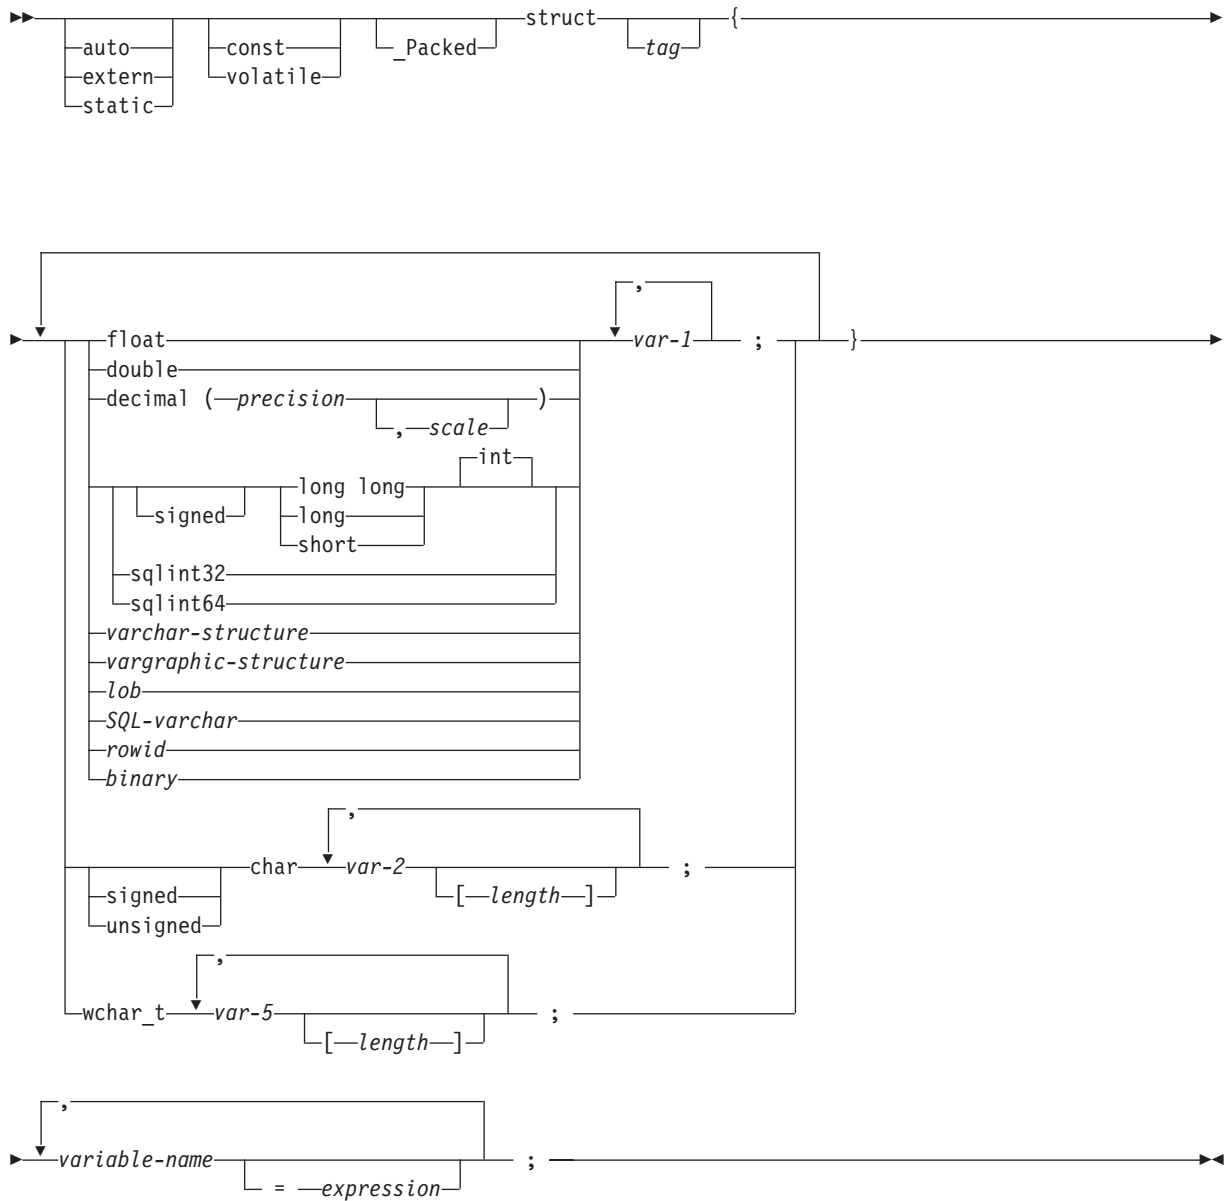 struct {
auto const _Packed tag
extern volatile
static
,
float var-1 ;  }
double
decimal ( precision )
, scale
int
long long
signed long
short
sqlint32
sqlint64
varchar-structure
vargraphic-structure
lob
SQL-varchar
rowid
binary
,
char var-2 ;
signed [ length ]
unsigned
,
wchar_t var-5 ;
[ length ]
,
variable-name ;
= expression